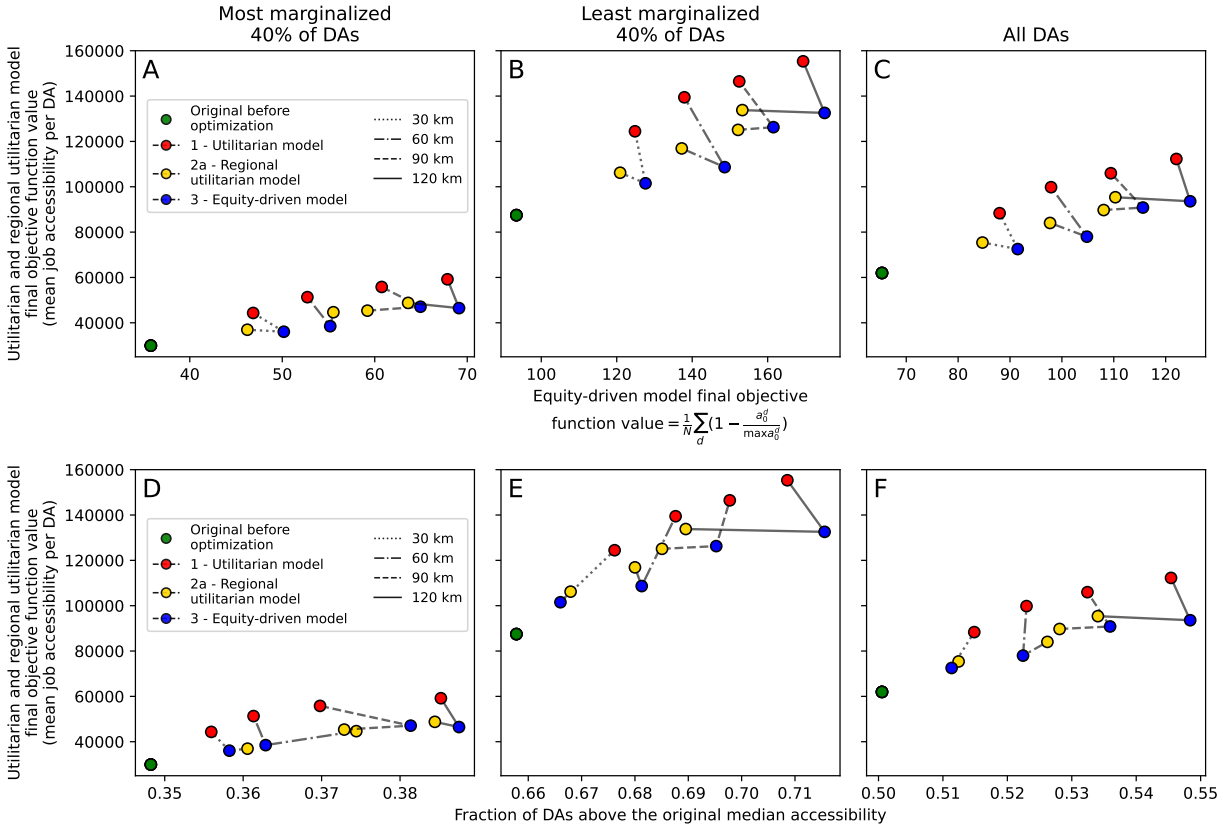 Most marginalized
40% of DAs
Least marginalized
40% of DAs
All DAs
Utilitarian and regional utilitarian model
final objective function value
(mean job accessibility per DA)
160000
140000
120000
100000
80000
60000
40000
A
Original before
optimization
1 - Utilitarian model
2a - Regional
utilitarian model
3 - Equity-driven model
30 km
60 km
90 km
120 km
40 50 60 70
B
100 120 140 160
C
70 80 90 100 110 120
Equity-driven model final objective
function value = \frac{1}{N}\sum_{d}(1 - \frac{a_0^d}{\max a_0^d})
Utilitarian and regional utilitarian model
final objective function value
(mean job accessibility per DA)
160000
140000
120000
100000
80000
60000
40000
D
Original before
optimization
1 - Utilitarian model
2a - Regional
utilitarian model
3 - Equity-driven model
30 km
60 km
90 km
120 km
0.35 0.36 0.37 0.38
E
0.66 0.67 0.68 0.69 0.70 0.71
F
0.50 0.51 0.52 0.53 0.54 0.55
Fraction of DAs above the original median accessibility